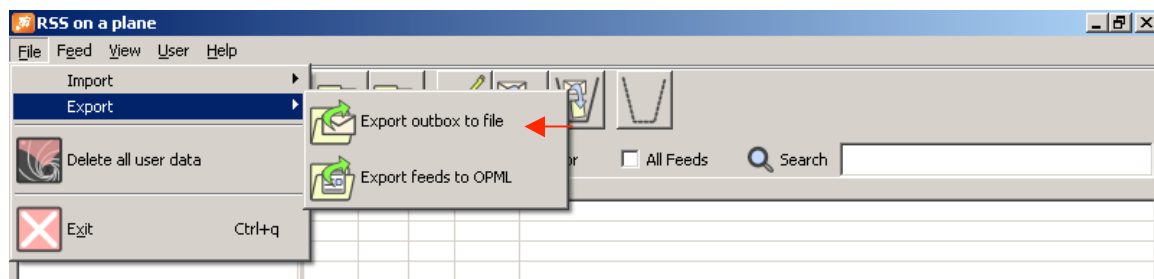 RSS on a plane
File Feed View User Help
Import
Export
Export outbox to file
Delete all user data
All Feeds Search
Export feeds to OPML
Exit Ctrl+q